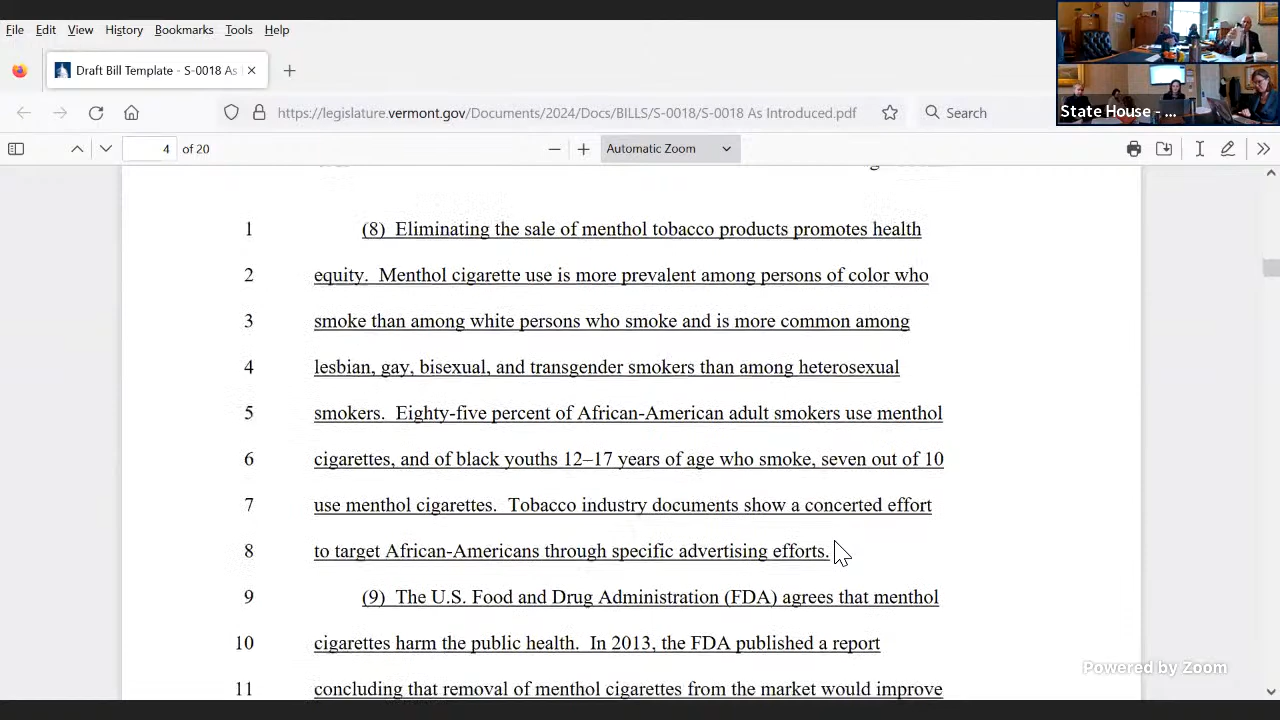 File Edit View History Bookmarks Tools Help
Draft Bill Template - S-0018 As
https://legislature.vermont.gov/Documents/2024/Docs/BILLS/S-0018/S-0018 As Introduced.pdf
Search
State House - ...
4 of 20
Automatic Zoom
1 (8) Eliminating the sale of menthol tobacco products promotes health
2 equity. Menthol cigarette use is more prevalent among persons of color who
3 smoke than among white persons who smoke and is more common among
4 lesbian, gay, bisexual, and transgender smokers than among heterosexual
5 smokers. Eighty-five percent of African-American adult smokers use menthol
6 cigarettes, and of black youths 12–17 years of age who smoke, seven out of 10
7 use menthol cigarettes. Tobacco industry documents show a concerted effort
8 to target African-Americans through specific advertising efforts.
9 (9) The U.S. Food and Drug Administration (FDA) agrees that menthol
10 cigarettes harm the public health. In 2013, the FDA published a report
11 concluding that removal of menthol cigarettes from the market would improve
Powered by Zoom